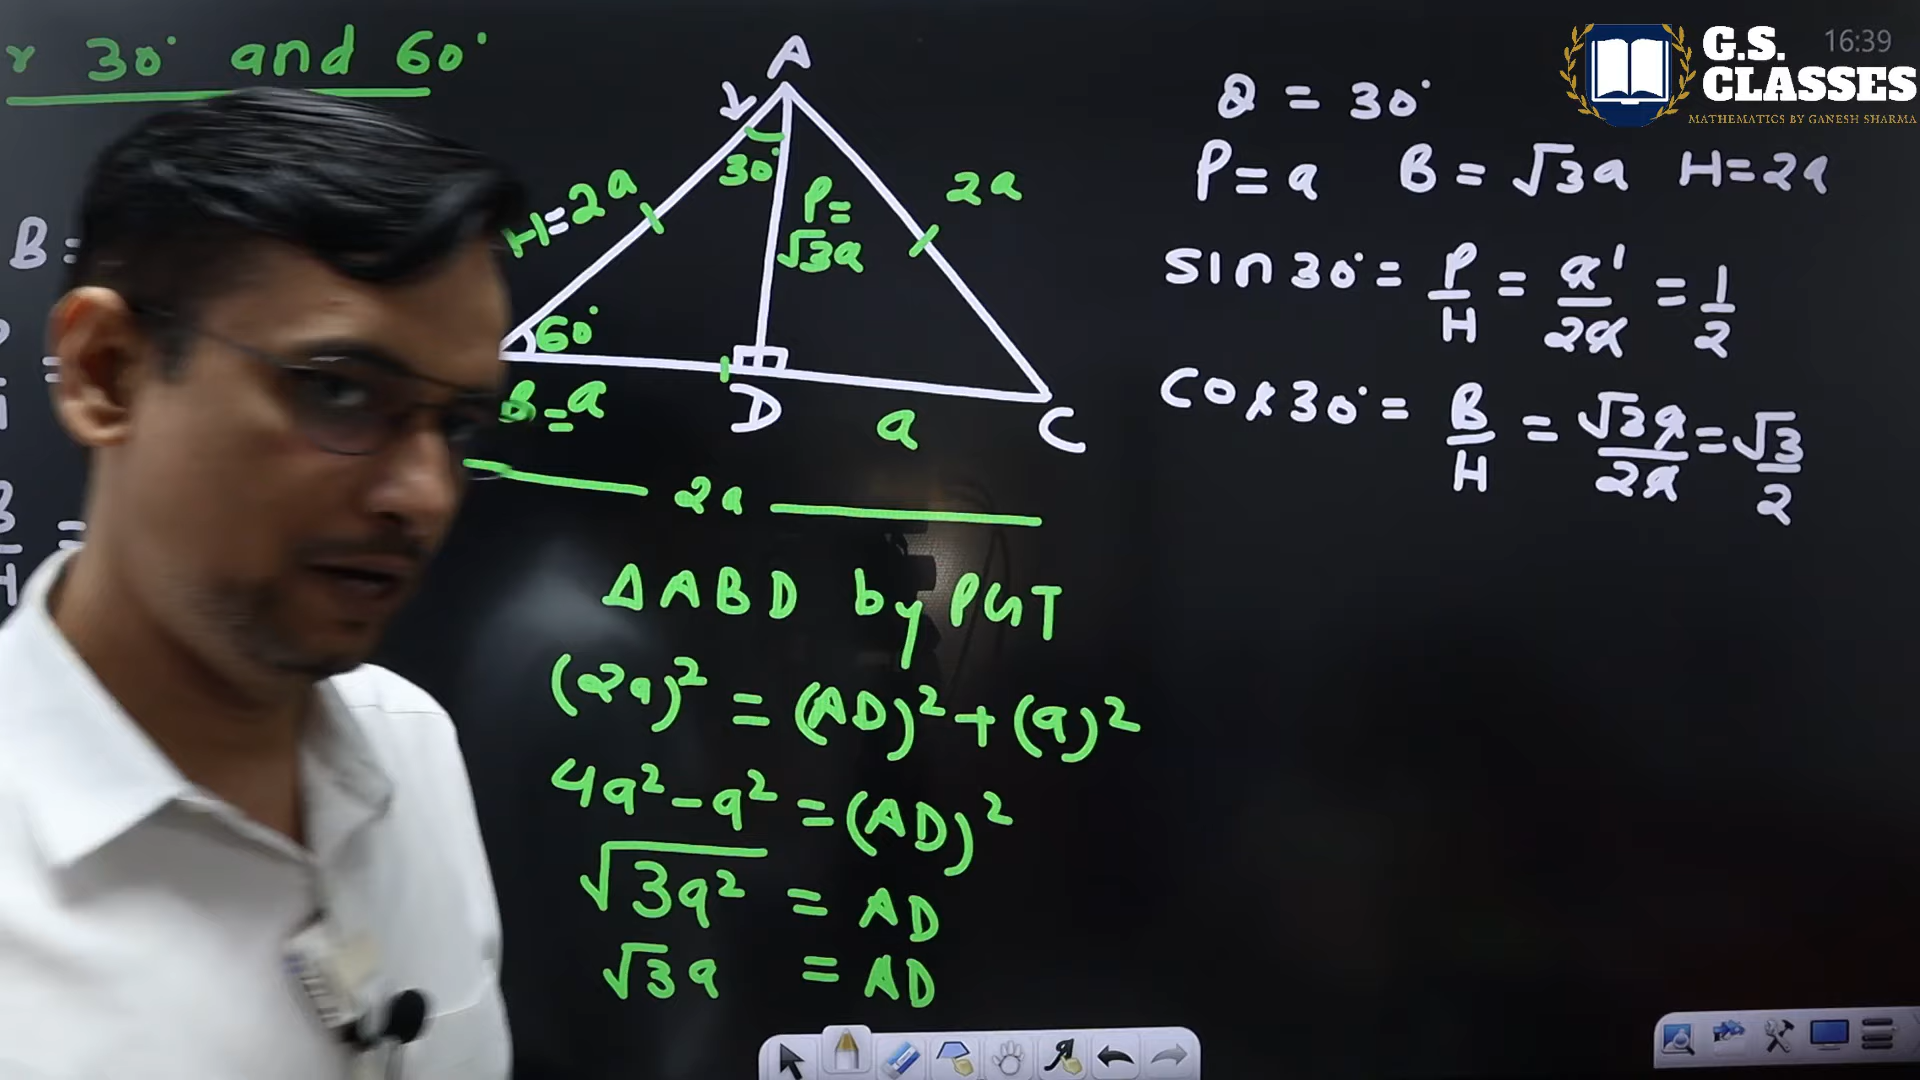 r 30° and 60°
B =
A
30°
H=2a
P=
√3a
2a
60°
B=a
D
a
C
2a
ΔABD by PGT
(2a)² = (AD)² + (a)²
4a² - a² = (AD)²
√3a² = AD
√3a = AD
θ = 30°
P = a B = √3a H = 2a
sin 30° = P/H = a/2a = 1/2
cos 30° = B/H = √3a/2a = √3/2
G.S.
CLASSES
MATHEMATICS BY GANESH SHARMA
16:39